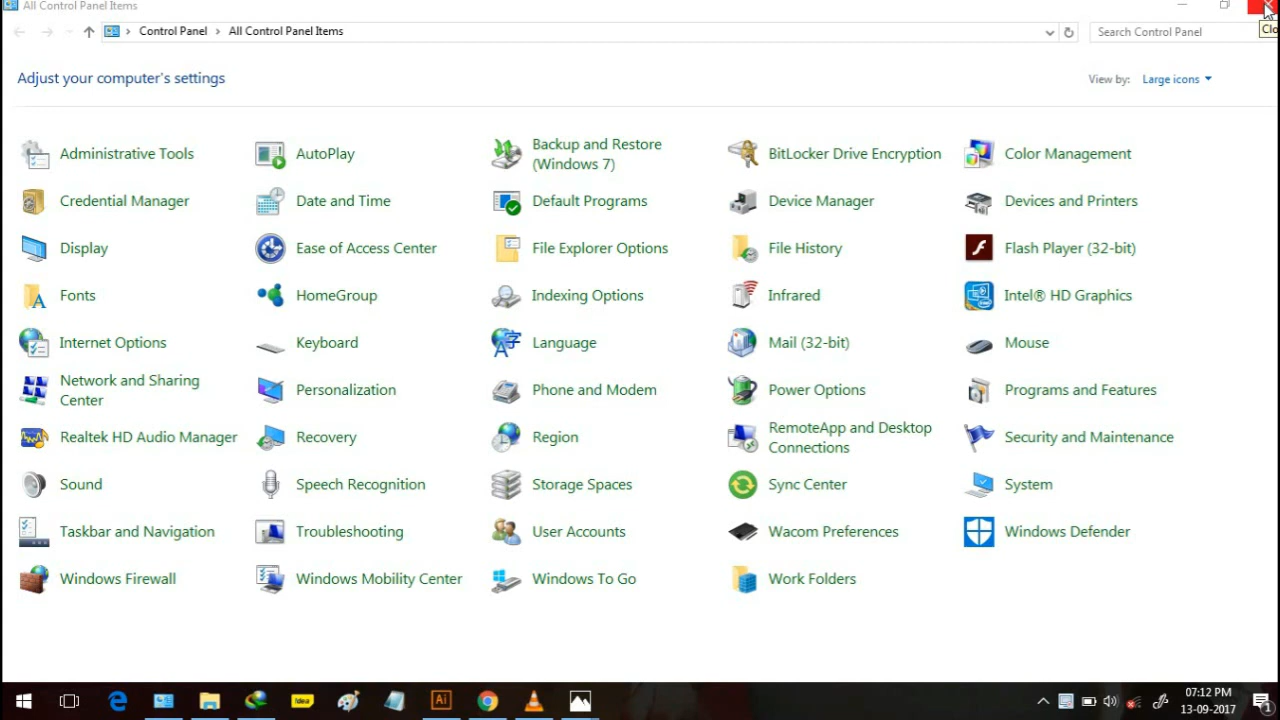 All Control Panel Items
Control Panel > All Control Panel Items
Search Control Panel
Clo
Adjust your computer's settings
View by: Large icons
Administrative Tools
AutoPlay
Backup and Restore
(Windows 7)
BitLocker Drive Encryption
Color Management
Credential Manager
Date and Time
Default Programs
Device Manager
Devices and Printers
Display
Ease of Access Center
File Explorer Options
File History
Flash Player (32-bit)
Fonts
HomeGroup
Indexing Options
Infrared
Intel® HD Graphics
Internet Options
Keyboard
Language
Mail (32-bit)
Mouse
Network and Sharing
Center
Personalization
Phone and Modem
Power Options
Programs and Features
Realtek HD Audio Manager
Recovery
Region
RemoteApp and Desktop
Connections
Security and Maintenance
Sound
Speech Recognition
Storage Spaces
Sync Center
System
Taskbar and Navigation
Troubleshooting
User Accounts
Wacom Preferences
Windows Defender
Windows Firewall
Windows Mobility Center
Windows To Go
Work Folders
Idea
Ai
07:12 PM
13-09-2017
1